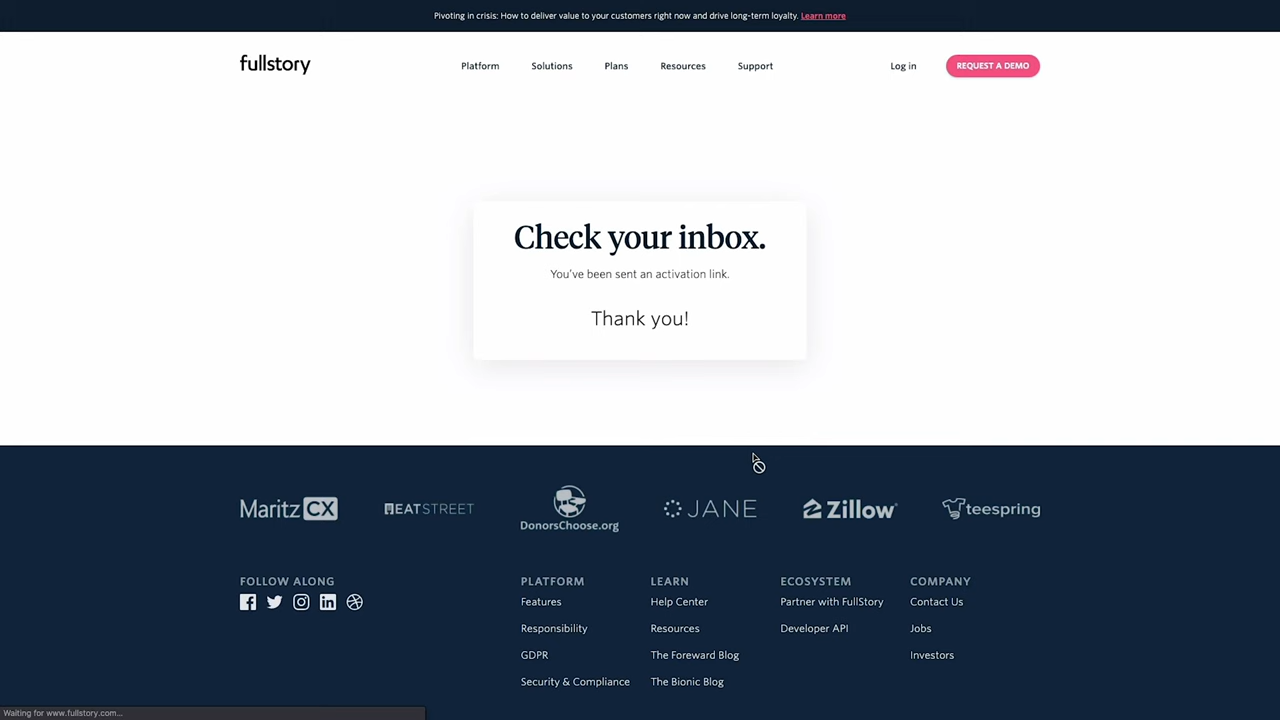 Pivoting in crisis: How to deliver value to your customers right now and drive long-term loyalty. Learn more
fullstory
Platform
Solutions
Plans
Resources
Support
Log in
REQUEST A DEMO
Check your inbox.
You've been sent an activation link.
Thank you!
MaritzCX
EATSTREET
DonorsChoose.org
JANE
Zillow
teespring
FOLLOW ALONG
PLATFORM
Features
Responsibility
GDPR
Security & Compliance
LEARN
Help Center
Resources
The Foreward Blog
The Bionic Blog
ECOSYSTEM
Partner with FullStory
Developer API
COMPANY
Contact Us
Jobs
Investors
Waiting for www.fullstory.com...